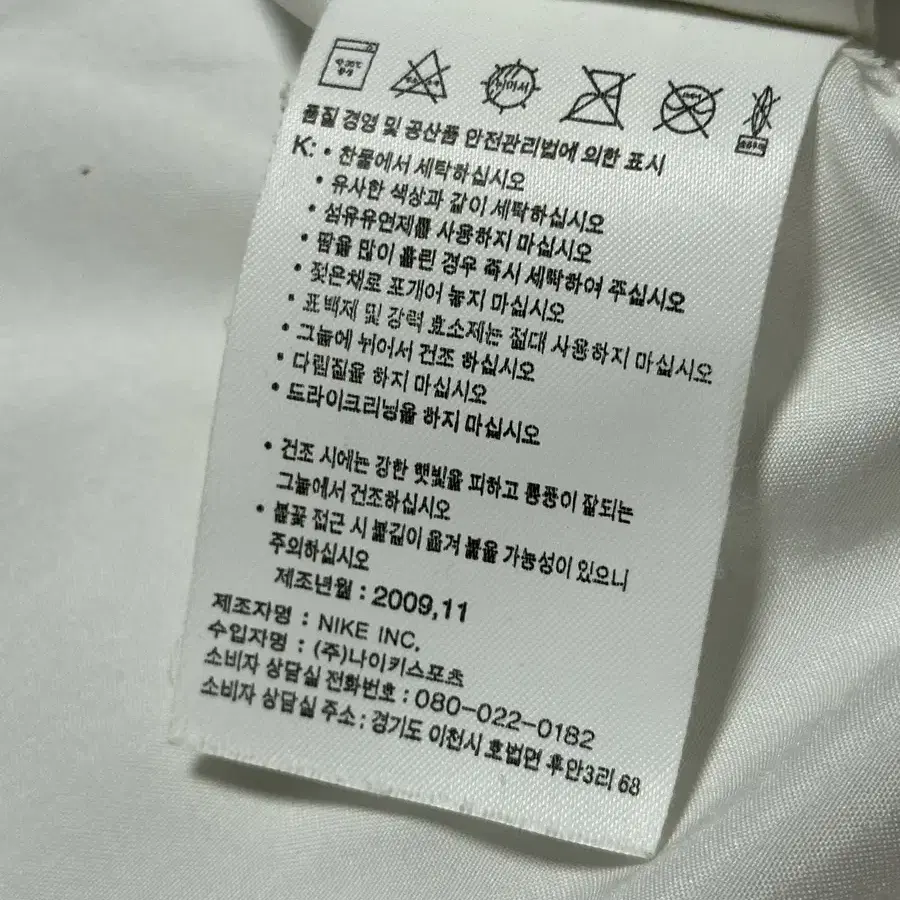 품질 경영 및 공산품 안전관리법에 의한 표시
K: • 찬물에서 세탁하십시오
• 유사한 색상과 같이 세탁하십시오
• 섬유유연제를 사용하지 마십시오
• 땀을 많이 흘린 경우 즉시 세탁하여 주십시오
• 젖은채로 포개어 놓지 마십시오
• 표백제 및 강력 효소제는 절대 사용하지 마십시오
• 그늘에 뉘어서 건조 하십시오
• 다림질을 하지 마십시오
• 드라이크리닝을 하지 마십시오
• 건조 시에는 강한 햇빛을 피하고 통풍이 잘되는
그늘에서 건조하십시오
• 불꽃 접근 시 불길이 옮겨 붙을 가능성이 있으니
주의하십시오
제조년월 : 2009,11
제조자명 : NIKE INC.
수입자명 : (주)나이키스포츠
소비자 상담실 전화번호 : 080-022-0182
소비자 상담실 주소 : 경기도 이천시 호법면 후안3리 68